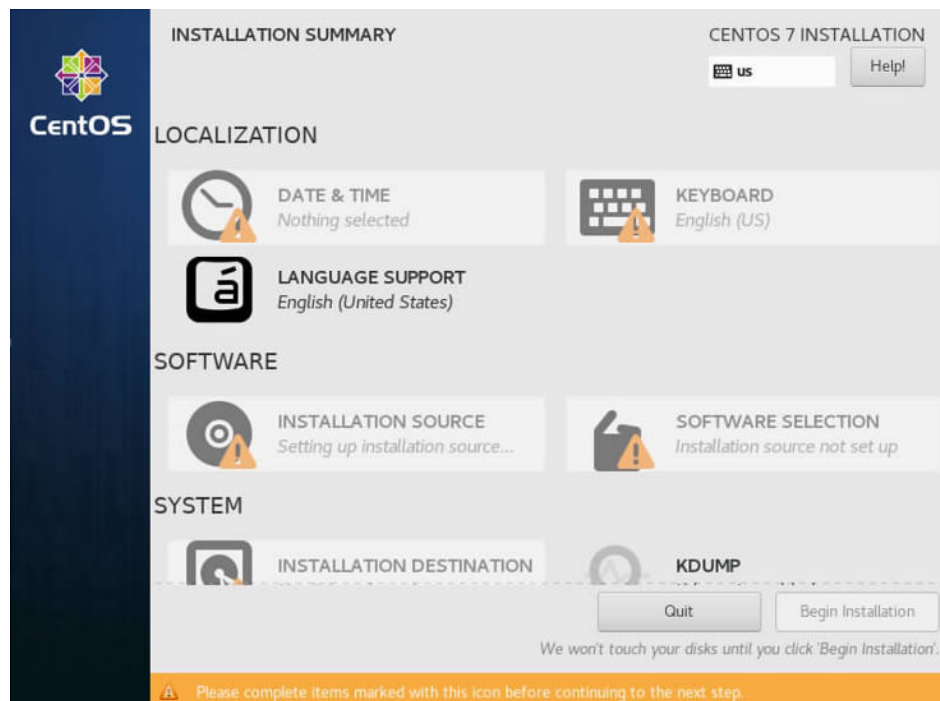 INSTALLATION SUMMARY
CENTOS 7 INSTALLATION
us
Help!
CentOS
LOCALIZATION
DATE & TIME
Nothing selected
KEYBOARD
English (US)
á
LANGUAGE SUPPORT
English (United States)
SOFTWARE
INSTALLATION SOURCE
Setting up installation source...
SOFTWARE SELECTION
Installation source not set up
SYSTEM
INSTALLATION DESTINATION
KDUMP
Quit
Begin Installation
We won't touch your disks until you click 'Begin Installation'.
Please complete items marked with this icon before continuing to the next step.